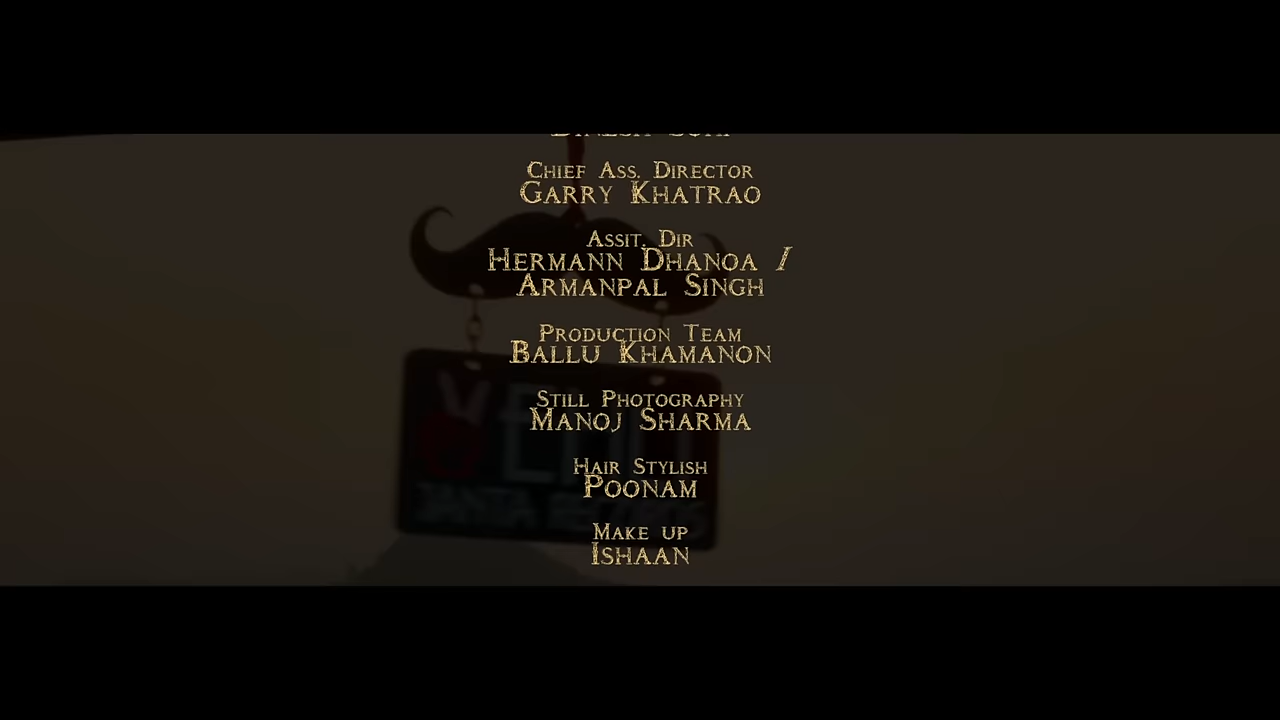 Chief Ass. Director
Garry Khatrao
Assit. Dir
Hermann Dhanoa /
Armanpal Singh
Production Team
Ballu Khamanon
Still Photography
Manoj Sharma
Hair Stylish
Poonam
Make up
Ishaan